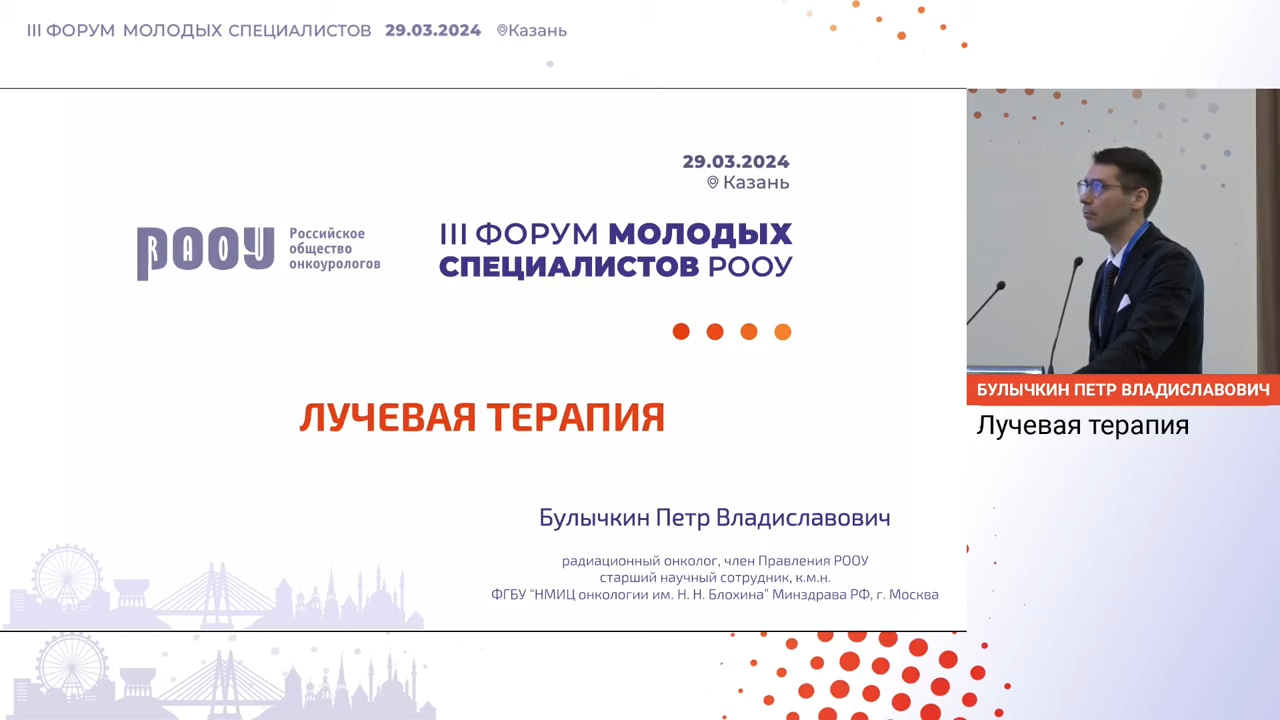 III ФОРУМ МОЛОДЫХ СПЕЦИАЛИСТОВ 29.03.2024 Казань
29.03.2024
Казань
РООУ
RAOU
Российское
общество
онкоурологов
III ФОРУМ МОЛОДЫХ
СПЕЦИАЛИСТОВ РООУ
ЛУЧЕВАЯ ТЕРАПИЯ
Булычкин Петр Владиславович
радиационный онколог, член Правления РООУ
старший научный сотрудник, к.м.н.
ФГБУ "НМИЦ онкологии им. Н. Н. Блохина" Минздрава РФ, г. Москва
БУЛЫЧКИН ПЕТР ВЛАДИСЛАВОВИЧ
Лучевая терапия